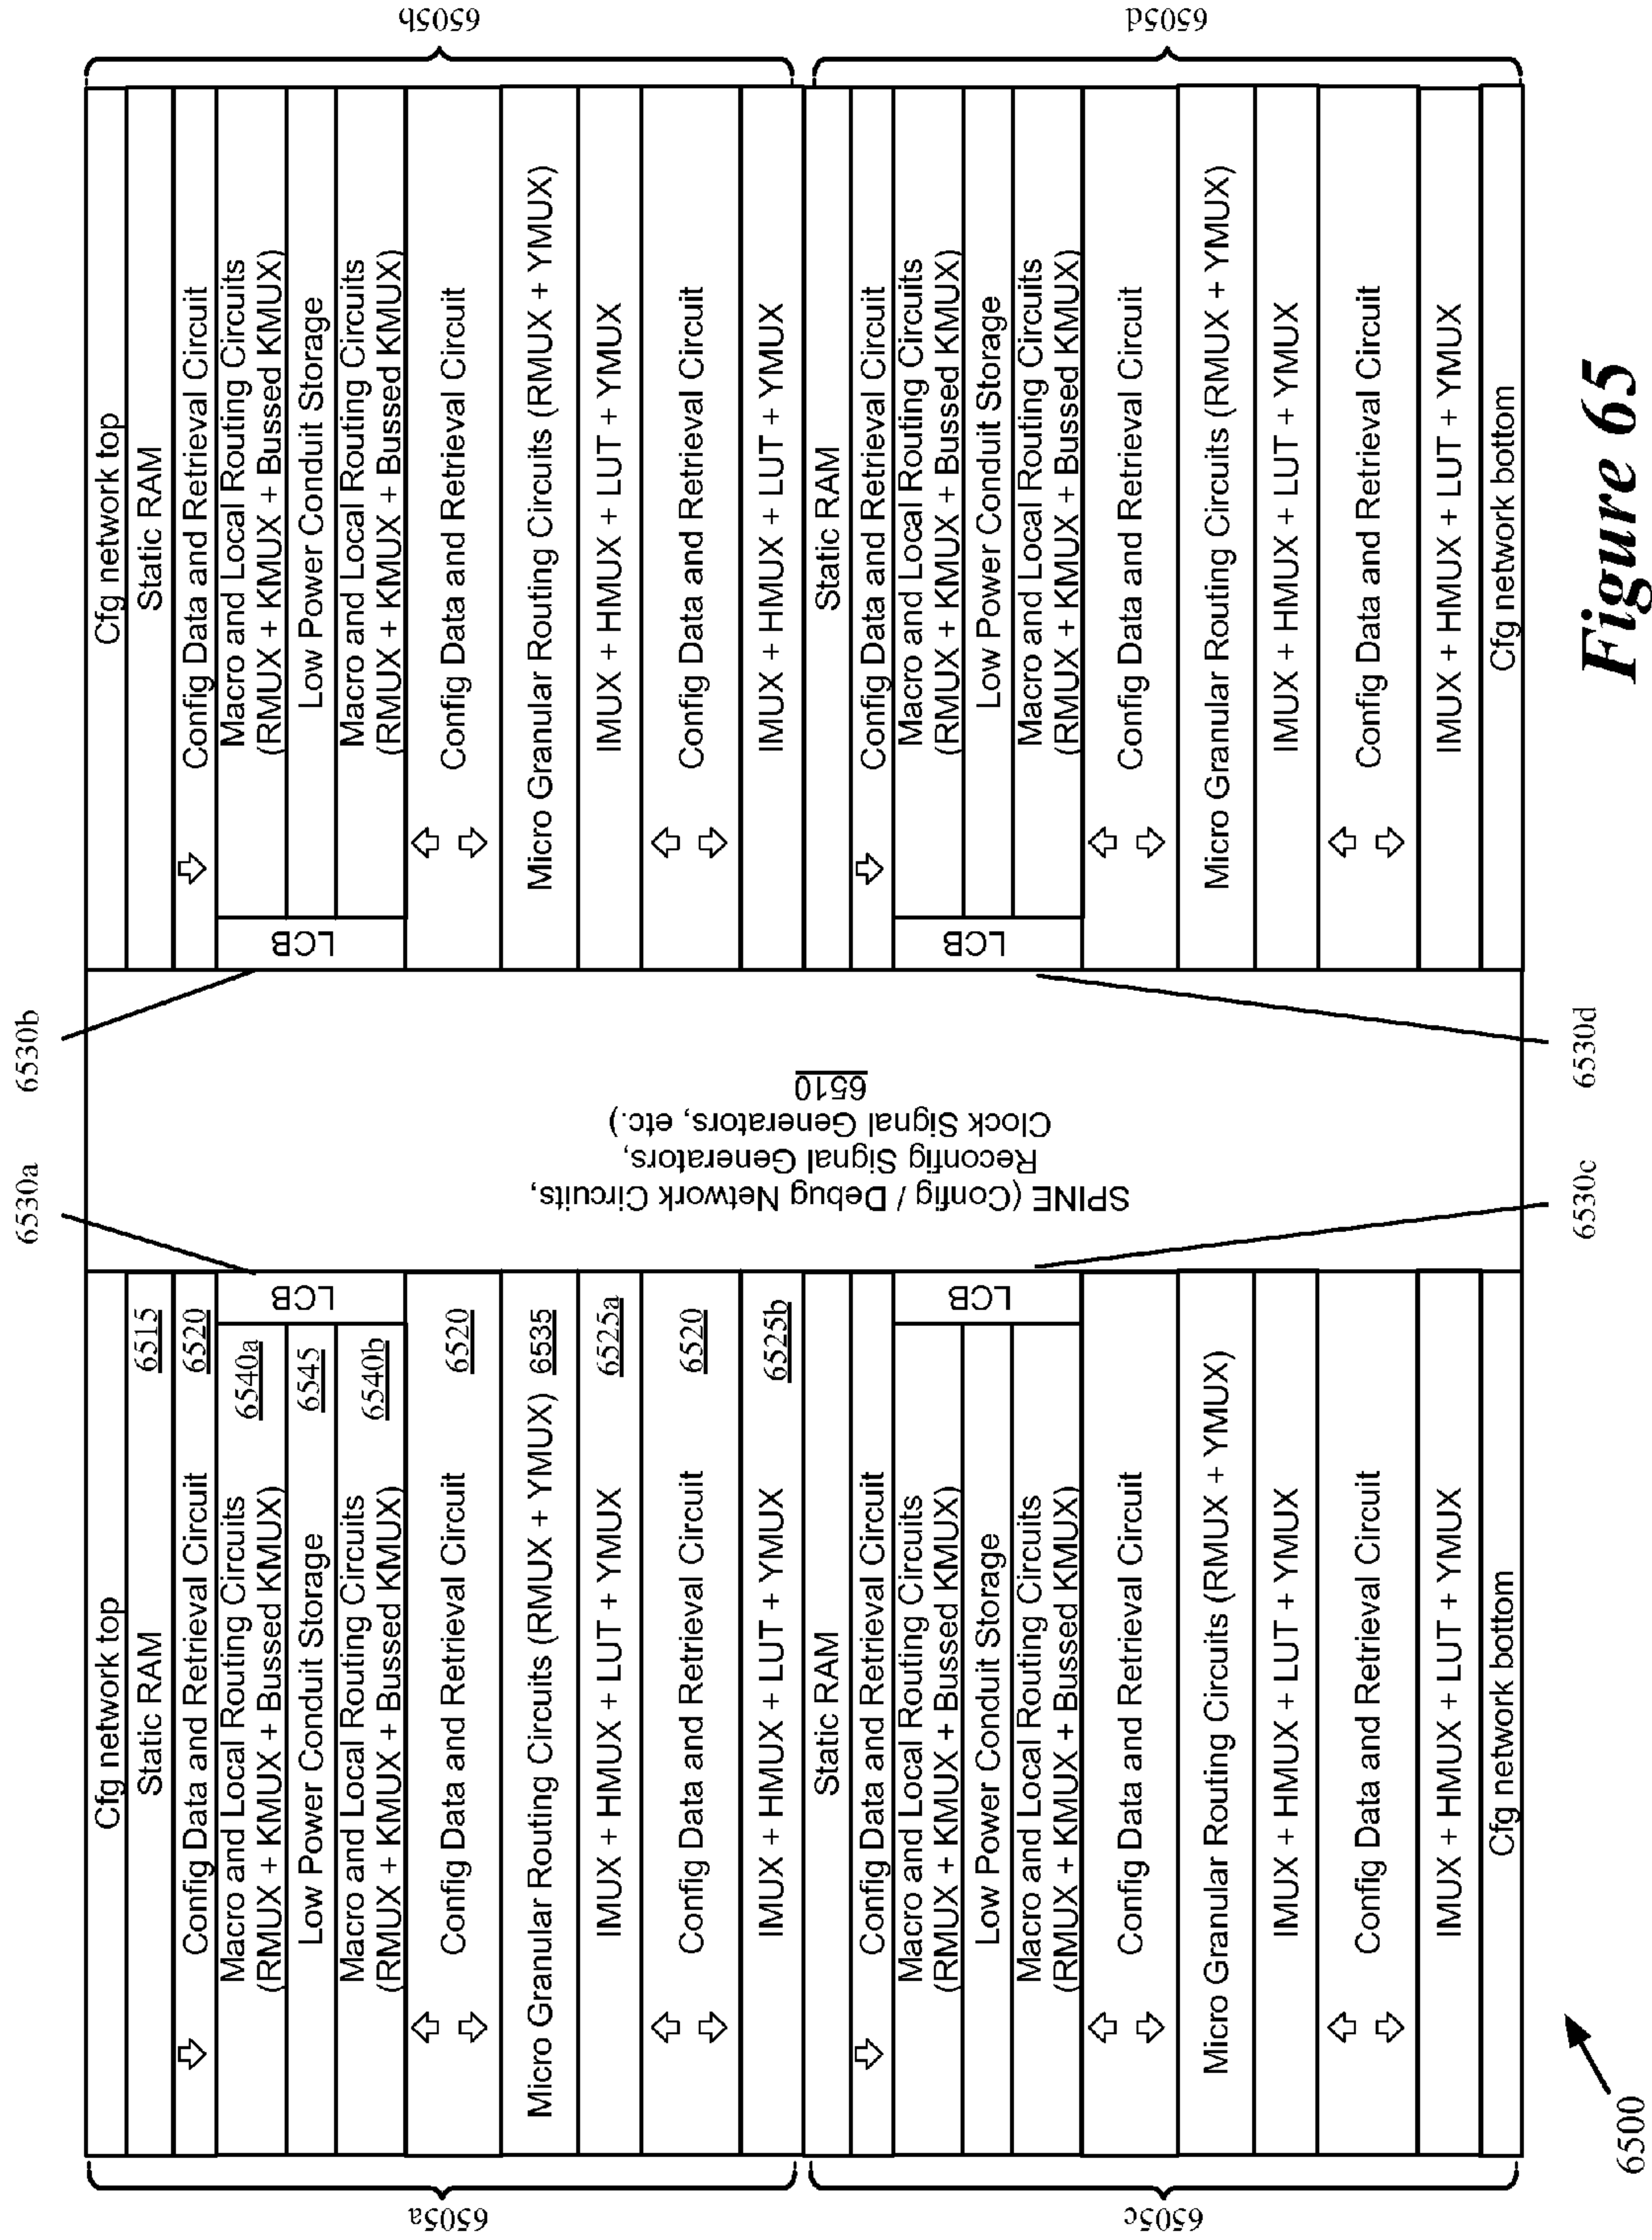 6530a
6530b
Cfg network top
Static RAM
6515
Config Data and Retrieval Circuit
6520
Macro and Local Routing Circuits
(RMUX + KMUX + Bussed KMUX)
6540a
Low Power Conduit Storage
6545
Macro and Local Routing Circuits
(RMUX + KMUX + Bussed KMUX)
6540b
LCB
Config Data and Retrieval Circuit
6520
Micro Granular Routing Circuits (RMUX + YMUX)
6535
IMUX + HMUX + LUT + YMUX
6525a
Config Data and Retrieval Circuit
6520
IMUX + HMUX + LUT + YMUX
6525b
6505a
Static RAM
Config Data and Retrieval Circuit
Macro and Local Routing Circuits
(RMUX + KMUX + Bussed KMUX)
Low Power Conduit Storage
Macro and Local Routing Circuits
(RMUX + KMUX + Bussed KMUX)
LCB
Config Data and Retrieval Circuit
Micro Granular Routing Circuits (RMUX + YMUX)
IMUX + HMUX + LUT + YMUX
Config Data and Retrieval Circuit
IMUX + HMUX + LUT + YMUX
Cfg network bottom
6505c
SPINE (Config / Debug Network Circuits,
Reconfig Signal Generators,
Clock Signal Generators, etc.)
6510
Cfg network top
Static RAM
Config Data and Retrieval Circuit
Macro and Local Routing Circuits
(RMUX + KMUX + Bussed KMUX)
Low Power Conduit Storage
Macro and Local Routing Circuits
(RMUX + KMUX + Bussed KMUX)
LCB
Config Data and Retrieval Circuit
Micro Granular Routing Circuits (RMUX + YMUX)
IMUX + HMUX + LUT + YMUX
Config Data and Retrieval Circuit
IMUX + HMUX + LUT + YMUX
6505b
Static RAM
Config Data and Retrieval Circuit
Macro and Local Routing Circuits
(RMUX + KMUX + Bussed KMUX)
Low Power Conduit Storage
Macro and Local Routing Circuits
(RMUX + KMUX + Bussed KMUX)
LCB
Config Data and Retrieval Circuit
Micro Granular Routing Circuits (RMUX + YMUX)
IMUX + HMUX + LUT + YMUX
Config Data and Retrieval Circuit
IMUX + HMUX + LUT + YMUX
Cfg network bottom
6505d
6530c
6530d
6500
Figure 65